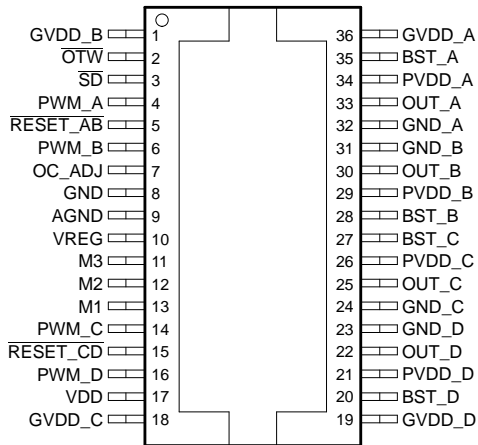 GVDD_B 1 36 GVDD_A
OTW 2 35 BST_A
SD 3 34 PVDD_A
PWM_A 4 33 OUT_A
RESET_AB 5 32 GND_A
PWM_B 6 31 GND_B
OC_ADJ 7 30 OUT_B
GND 8 29 PVDD_B
AGND 9 28 BST_B
VREG 10 27 BST_C
M3 11 26 PVDD_C
M2 12 25 OUT_C
M1 13 24 GND_C
PWM_C 14 23 GND_D
RESET_CD 15 22 OUT_D
PWM_D 16 21 PVDD_D
VDD 17 20 BST_D
GVDD_C 18 19 GVDD_D